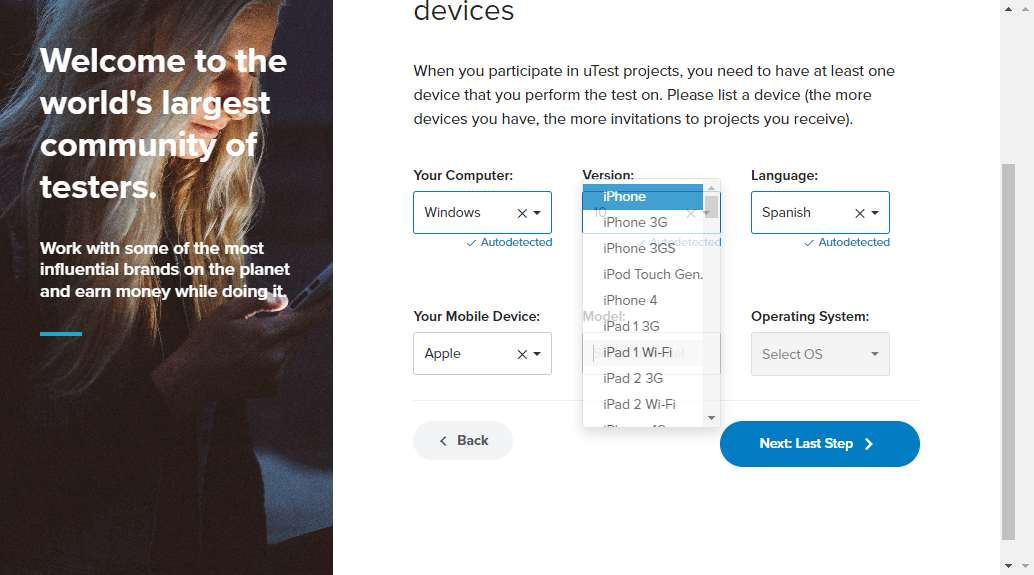 devices
Welcome to the
world's largest
community of
testers.
Work with some of the most
influential brands on the planet
and earn money while doing it.
When you participate in uTest projects, you need to have at least one
device that you perform the test on. Please list a device (the more
devices you have, the more invitations to projects you receive).
Your Computer: Version: Language:
Windows 10 Spanish
Autodetected Autodetected Autodetected
iPhone
iPhone 3G
iPhone 3GS
iPod Touch Gen.
iPhone 4
iPad 1 3G
iPad 1 Wi-Fi
iPad 2 3G
iPad 2 Wi-Fi
Your Mobile Device: Model: Operating System:
Apple Select OS
Back Next: Last Step